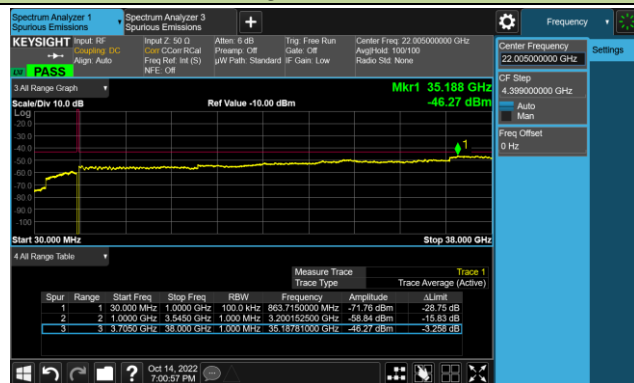 Spectrum Analyzer 1
Spurious Emissions
Spectrum Analyzer 3
Spurious Emissions
Frequency
KEYSIGHT
Input: RF
Coupling: DC
Align: Auto
Input Z: 50 Ω
Corr CCorr RCal
Freq Ref: Int (S)
NFE: Off
Atten: 6 dB
Preamp: Off
µW Path: Standard
Trig: Free Run
Gate: Off
IF Gain: Low
Center Freq: 22.005000000 GHz
Avg|Hold: 100/100
Radio Std: None
PASS
Center Frequency
22.005000000 GHz
Settings
CF Step
4.399000000 GHz
Auto
Man
Freq Offset
0 Hz
3 All Range Graph
Mkr1 35.188 GHz
Scale/Div 10.0 dB
Ref Value -10.00 dBm
-46.27 dBm
Log
-20.0
-30.0
-40.0
-50.0
-60.0
-70.0
-80.0
-90.0
-100
1
Start 30.000 MHz
Stop 38.000 GHz
4 All Range Table
Measure Trace Trace 1
Trace Type Trace Average (Active)
Spur Range Start Freq Stop Freq RBW Frequency Amplitude ΔLimit
1 1 30.000 MHz 1.0000 GHz 100.0 kHz 863.7150000 MHz -71.76 dBm -28.75 dB
2 2 1.0000 GHz 3.5450 GHz 1.000 MHz 3.200152500 GHz -58.84 dBm -15.83 dB
3 3 3.7050 GHz 38.000 GHz 1.000 MHz 35.18781000 GHz -46.27 dBm -3.258 dB
?
Oct 14, 2022
7:00:57 PM